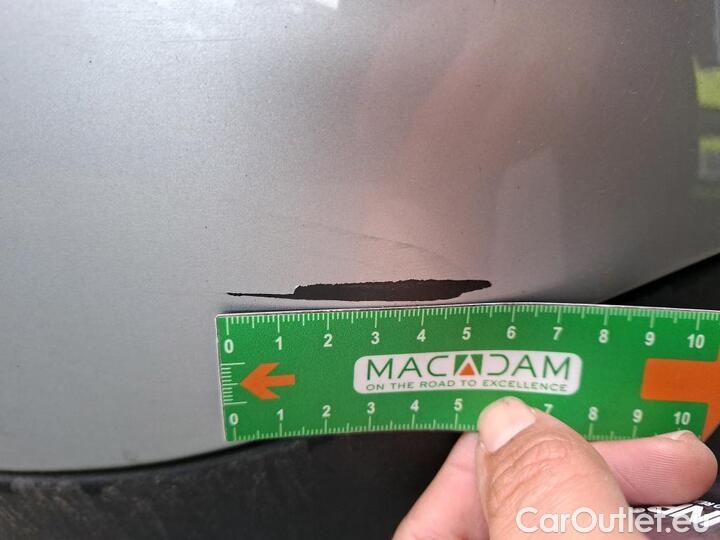 0 1 2 3 4 5 6 7 8 9 10
MACADAM
ON THE ROAD TO EXCELLENCE
0 1 2 3 4 5 7 8 9 10
CarOutlet.eu